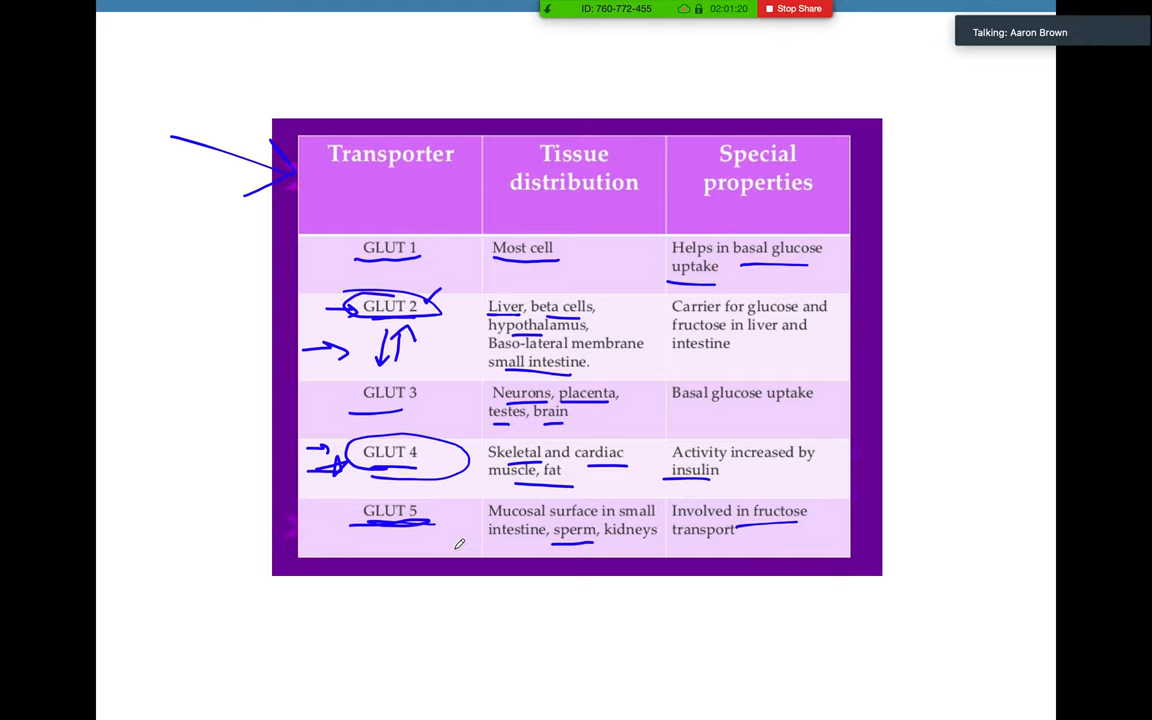 ID: 760-772-455
02:01:20
Stop Share
Talking: Aaron Brown
Transporter
Tissue
distribution
Special
properties
GLUT 1
Most cell
Helps in basal glucose
uptake
GLUT 2
Liver, beta cells,
hypothalamus,
Baso-lateral membrane
small intestine.
Carrier for glucose and
fructose in liver and
intestine
GLUT 3
Neurons, placenta,
testes, brain
Basal glucose uptake
GLUT 4
Skeletal and cardiac
muscle, fat
Activity increased by
insulin
GLUT 5
Mucosal surface in small
intestine, sperm, kidneys
Involved in fructose
transport